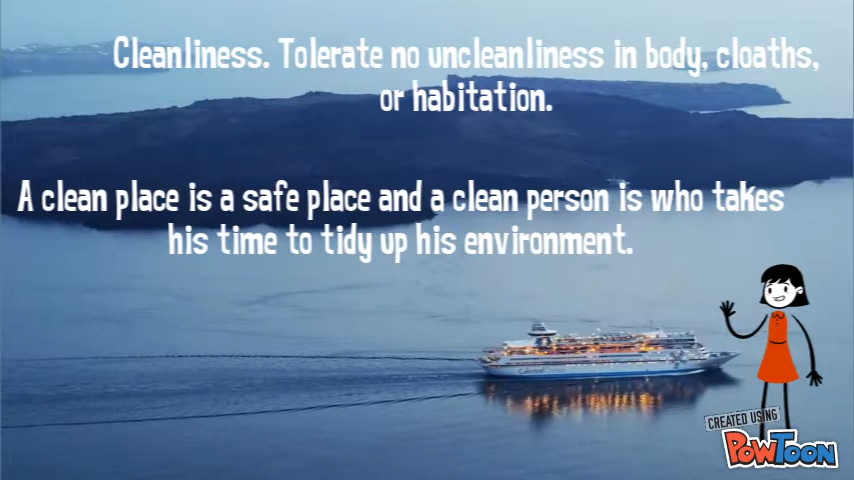 Cleanliness. Tolerate no uncleanliness in body, cloaths,
or habitation.
A clean place is a safe place and a clean person is who takes
his time to tidy up his environment.
CREATED USING
POWTOON